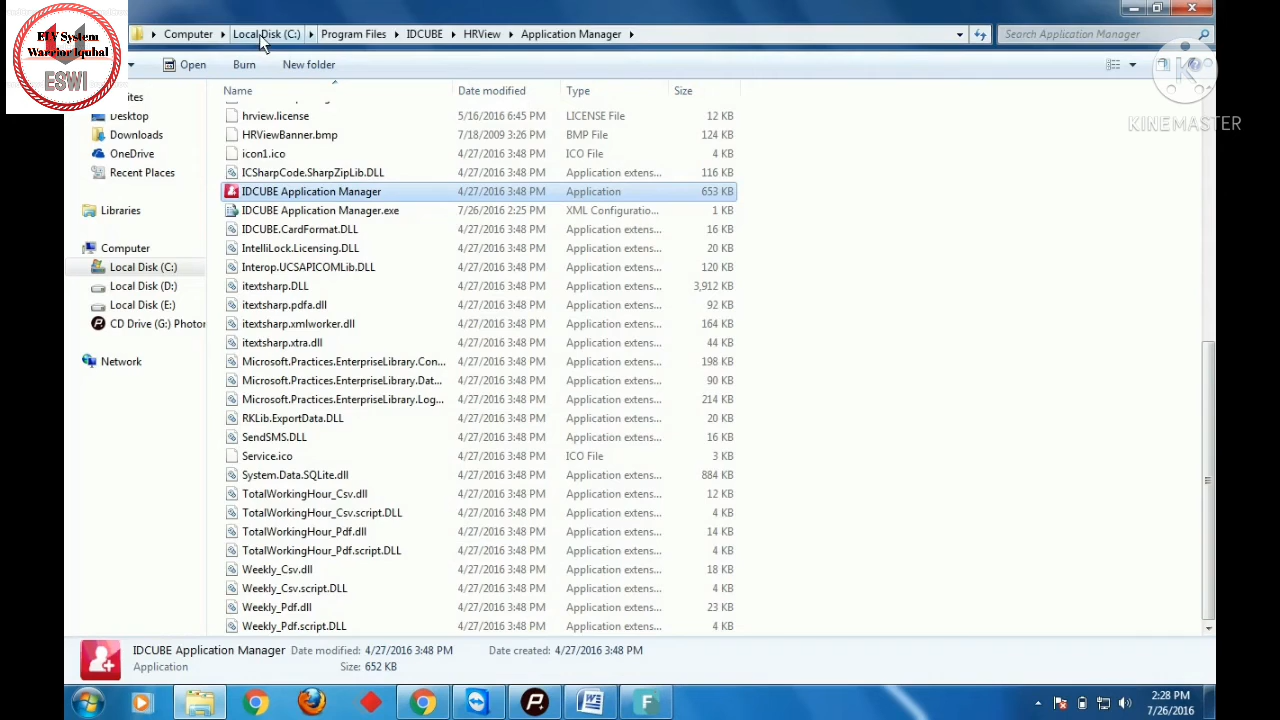 ELV System
Warrior Iqubal
ESWI
Computer
Local Disk (C:)
Program Files
IDCUBE
HRView
Application Manager
Search Application Manager
Open
Burn
New folder
KINEMASTER
Name
Date modified
Type
Size
Desktop
Downloads
OneDrive
Recent Places
Libraries
Computer
Local Disk (C:)
Local Disk (D:)
Local Disk (E:)
CD Drive (G:) Photon
Network
hrview.license 5/16/2016 6:45 PM LICENSE File 12 KB
HRViewBanner.bmp 7/18/2009 3:26 PM BMP File 124 KB
icon1.ico 4/27/2016 3:48 PM ICO File 4 KB
ICSharpCode.SharpZipLib.DLL 4/27/2016 3:48 PM Application extens... 116 KB
IDCUBE Application Manager 4/27/2016 3:48 PM Application 653 KB
IDCUBE Application Manager.exe 7/26/2016 2:25 PM XML Configuratio... 1 KB
IDCUBE.CardFormat.DLL 4/27/2016 3:48 PM Application extens... 16 KB
IntelliLock.Licensing.DLL 4/27/2016 3:48 PM Application extens... 20 KB
Interop.UCSAPICOMLib.DLL 4/27/2016 3:48 PM Application extens... 120 KB
itextsharp.DLL 4/27/2016 3:48 PM Application extens... 3,912 KB
itextsharp.pdfa.dll 4/27/2016 3:48 PM Application extens... 92 KB
itextsharp.xmlworker.dll 4/27/2016 3:48 PM Application extens... 164 KB
itextsharp.xtra.dll 4/27/2016 3:48 PM Application extens... 44 KB
Microsoft.Practices.EnterpriseLibrary.Con... 4/27/2016 3:48 PM Application extens... 198 KB
Microsoft.Practices.EnterpriseLibrary.Dat... 4/27/2016 3:48 PM Application extens... 90 KB
Microsoft.Practices.EnterpriseLibrary.Log... 4/27/2016 3:48 PM Application extens... 214 KB
RKLib.ExportData.DLL 4/27/2016 3:48 PM Application extens... 20 KB
SendSMS.DLL 4/27/2016 3:48 PM Application extens... 16 KB
Service.ico 4/27/2016 3:48 PM ICO File 3 KB
System.Data.SQLite.dll 4/27/2016 3:48 PM Application extens... 884 KB
TotalWorkingHour_Csv.dll 4/27/2016 3:48 PM Application extens... 12 KB
TotalWorkingHour_Csv.script.DLL 4/27/2016 3:48 PM Application extens... 4 KB
TotalWorkingHour_Pdf.dll 4/27/2016 3:48 PM Application extens... 14 KB
TotalWorkingHour_Pdf.script.DLL 4/27/2016 3:48 PM Application extens... 4 KB
Weekly_Csv.dll 4/27/2016 3:48 PM Application extens... 18 KB
Weekly_Csv.script.DLL 4/27/2016 3:48 PM Application extens... 4 KB
Weekly_Pdf.dll 4/27/2016 3:48 PM Application extens... 23 KB
Weekly_Pdf.script.DLL 4/27/2016 3:48 PM Application extens... 4 KB
IDCUBE Application Manager Date modified: 4/27/2016 3:48 PM Date created: 4/27/2016 3:48 PM
Application Size: 652 KB
2:28 PM
7/26/2016